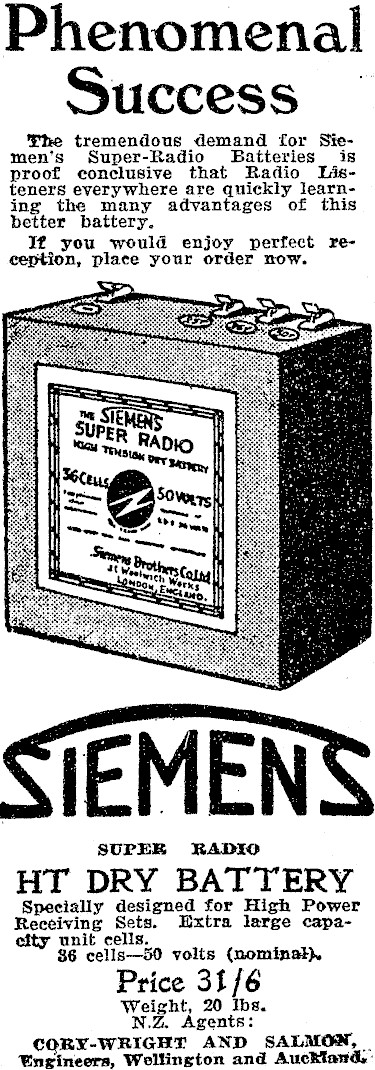 Phenomenal
Success
The tremendous demand for Sie-
men's Super-Radio Batteries is
proof conclusive that Radio Lis-
teners everywhere are quickly learn-
ing the many advantages of this
better battery.
If you would enjoy perfect re-
ception, place your order now.
THE SIEMENS
SUPER RADIO
HIGH TENSION DRY BATTERY
36 CELLS 50 VOLTS
Siemens Brothers Co Ltd
at Woolwich Works
LONDON, ENGLAND.
SIEMENS
SUPER RADIO
HT DRY BATTERY
Specially designed for High Power
Receiving Sets. Extra large capa-
city unit cells.
36 cells—50 volts (nominal).
Price 31/6
Weight, 20 lbs.
N.Z. Agents:
CORY-WRIGHT AND SALMON,
Engineers, Wellington and Auckland.